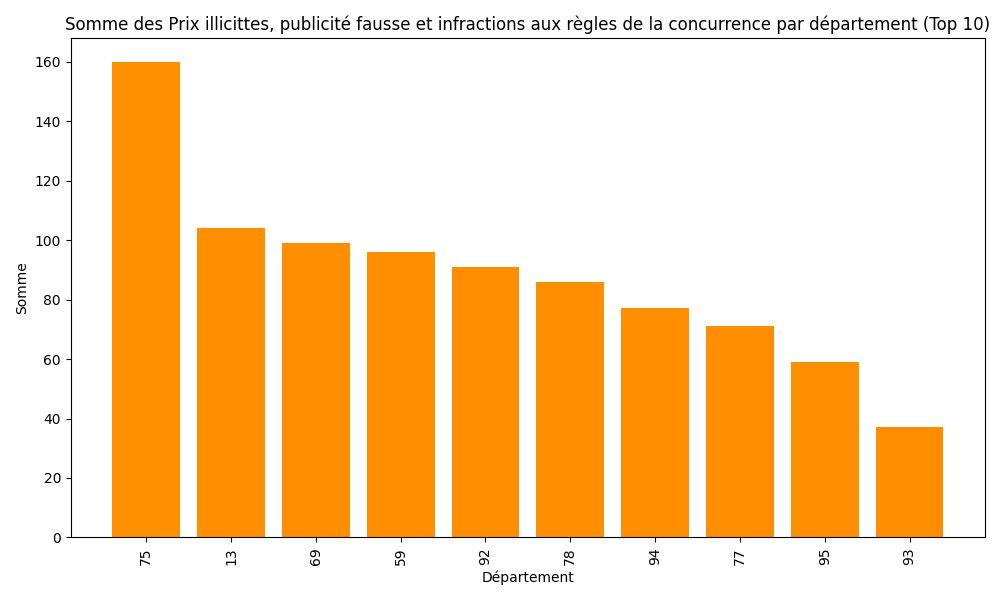 Somme des Prix illicittes, publicité fausse et infractions aux règles de la concurrence par département (Top 10)
160
140
120
100
80
60
40
20
0
Somme
75 13 69 59 92 78 94 77 95 93
Département